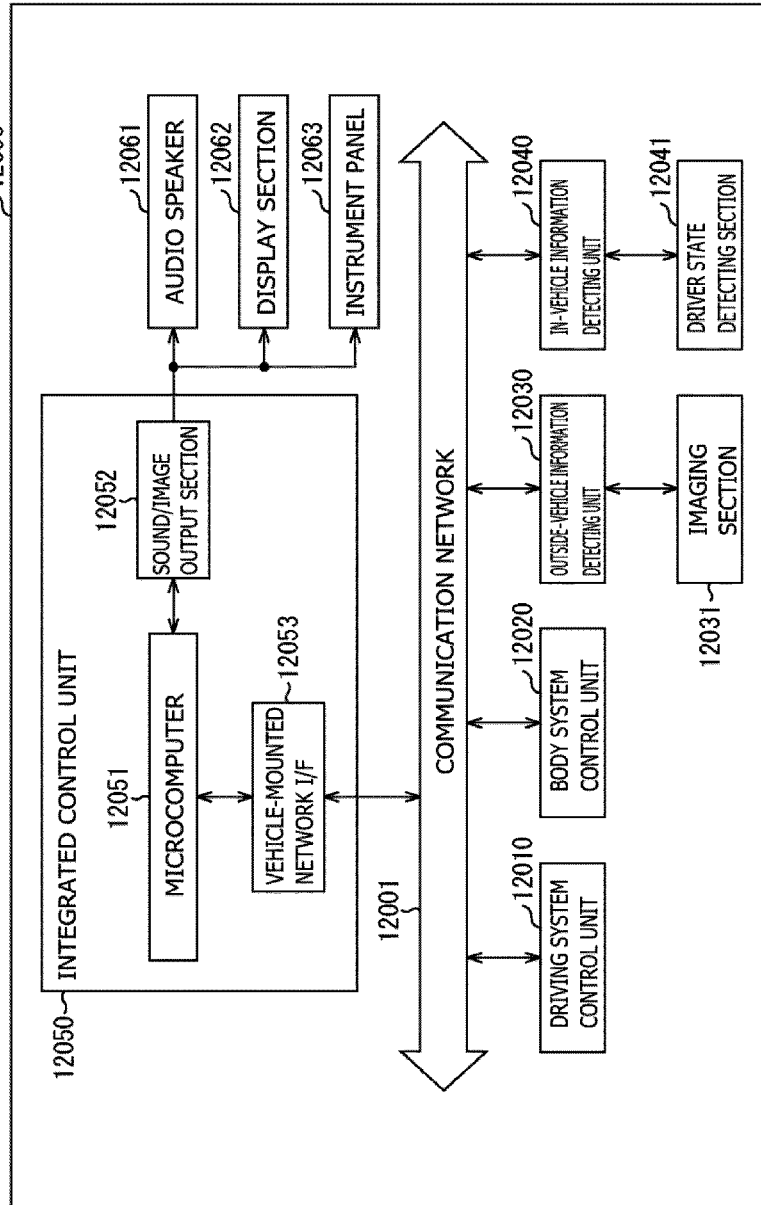 12050
INTEGRATED CONTROL UNIT
12051
MICROCOMPUTER
12052
SOUND/IMAGE
OUTPUT SECTION
12053
VEHICLE-MOUNTED
NETWORK I/F
12061
AUDIO SPEAKER
12062
DISPLAY SECTION
12063
INSTRUMENT PANEL
12001
COMMUNICATION NETWORK
12010
DRIVING SYSTEM
CONTROL UNIT
12020
BODY SYSTEM
CONTROL UNIT
12030
OUTSIDE-VEHICLE INFORMATION
DETECTING UNIT
12031
IMAGING
SECTION
12040
IN-VEHICLE INFORMATION
DETECTING UNIT
12041
DRIVER STATE
DETECTING SECTION